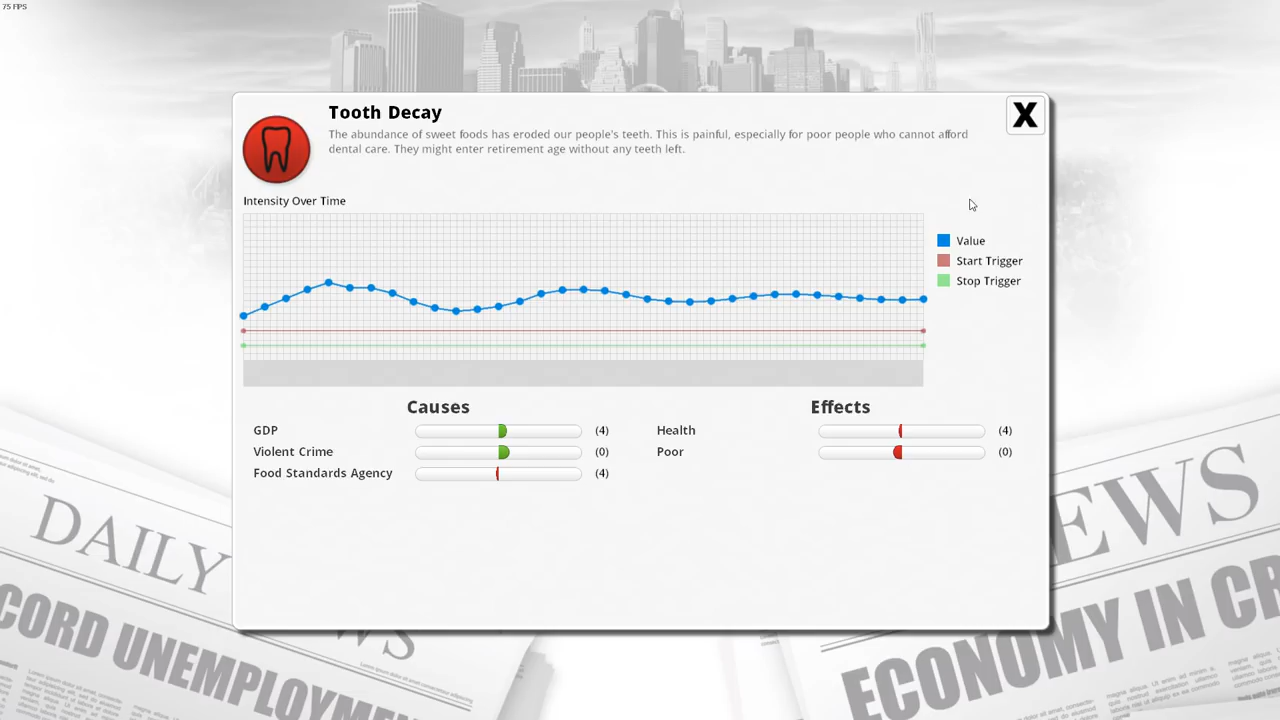 75 FPS
Tooth Decay
X
The abundance of sweet foods has eroded our people's teeth. This is painful, especially for poor people who cannot afford
dental care. They might enter retirement age without any teeth left.
Intensity Over Time
Value
Start Trigger
Stop Trigger
Causes
GDP (4)
Violent Crime (0)
Food Standards Agency (4)
Effects
Health (4)
Poor (0)
DAILY
NEWS
CORD UNEMPLOYME
EWS
ECONOMY IN CR